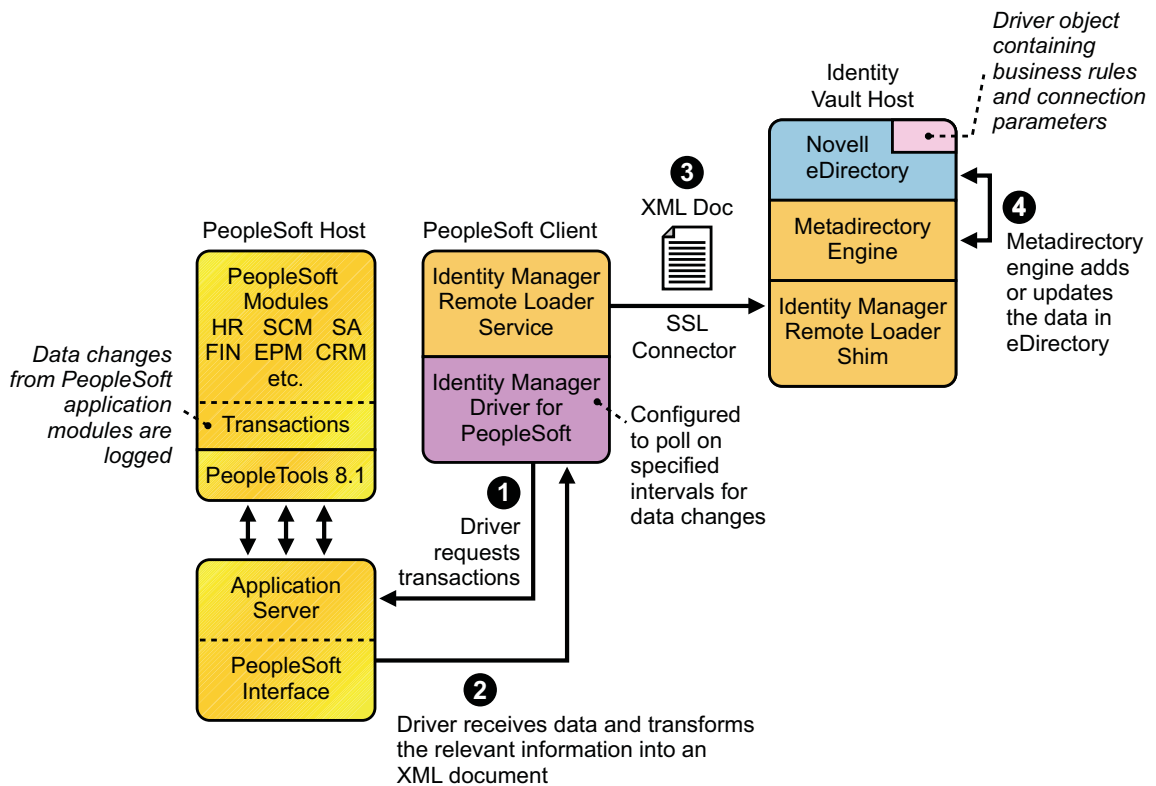 Driver object
containing
business rules
and connection
parameters
Identity
Vault Host
Novell
eDirectory
Metadirectory
Engine
Identity Manager
Remote Loader
Shim
4
Metadirectory
engine adds
or updates
the data in
eDirectory
3
XML Doc
SSL
Connector
PeopleSoft Host
PeopleSoft
Modules
HR SCM SA
FIN EPM CRM
etc.
Transactions
PeopleTools 8.1
Data changes
from PeopleSoft
application
modules are
logged
PeopleSoft Client
Identity Manager
Remote Loader
Service
Identity Manager
Driver for
PeopleSoft
Configured
to poll on
specified
intervals for
data changes
1
Driver
requests
transactions
Application
Server
PeopleSoft
Interface
2
Driver receives data and transforms
the relevant information into an
XML document